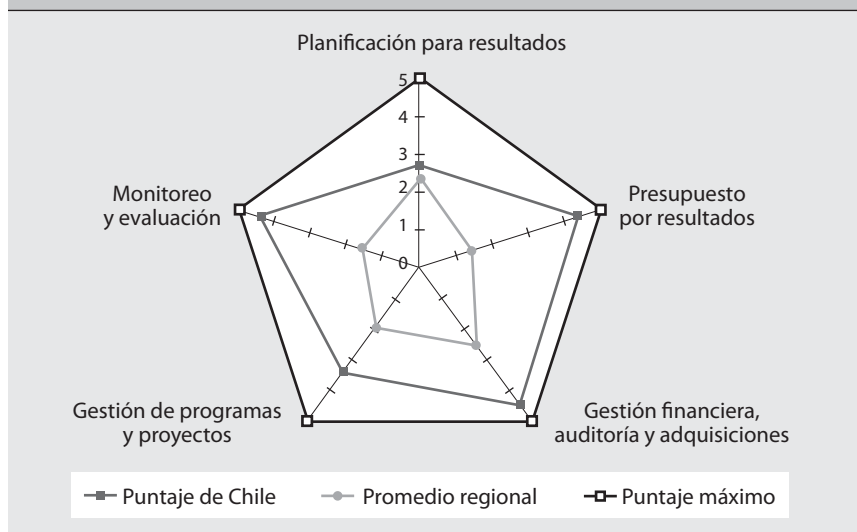 Planificación para resultados
5
4
3
2
1
0
Monitoreo
y evaluación
Presupuesto
por resultados
Gestión de programas
y proyectos
Gestión financiera,
auditoría y adquisiciones
Puntaje de Chile
Promedio regional
Puntaje máximo